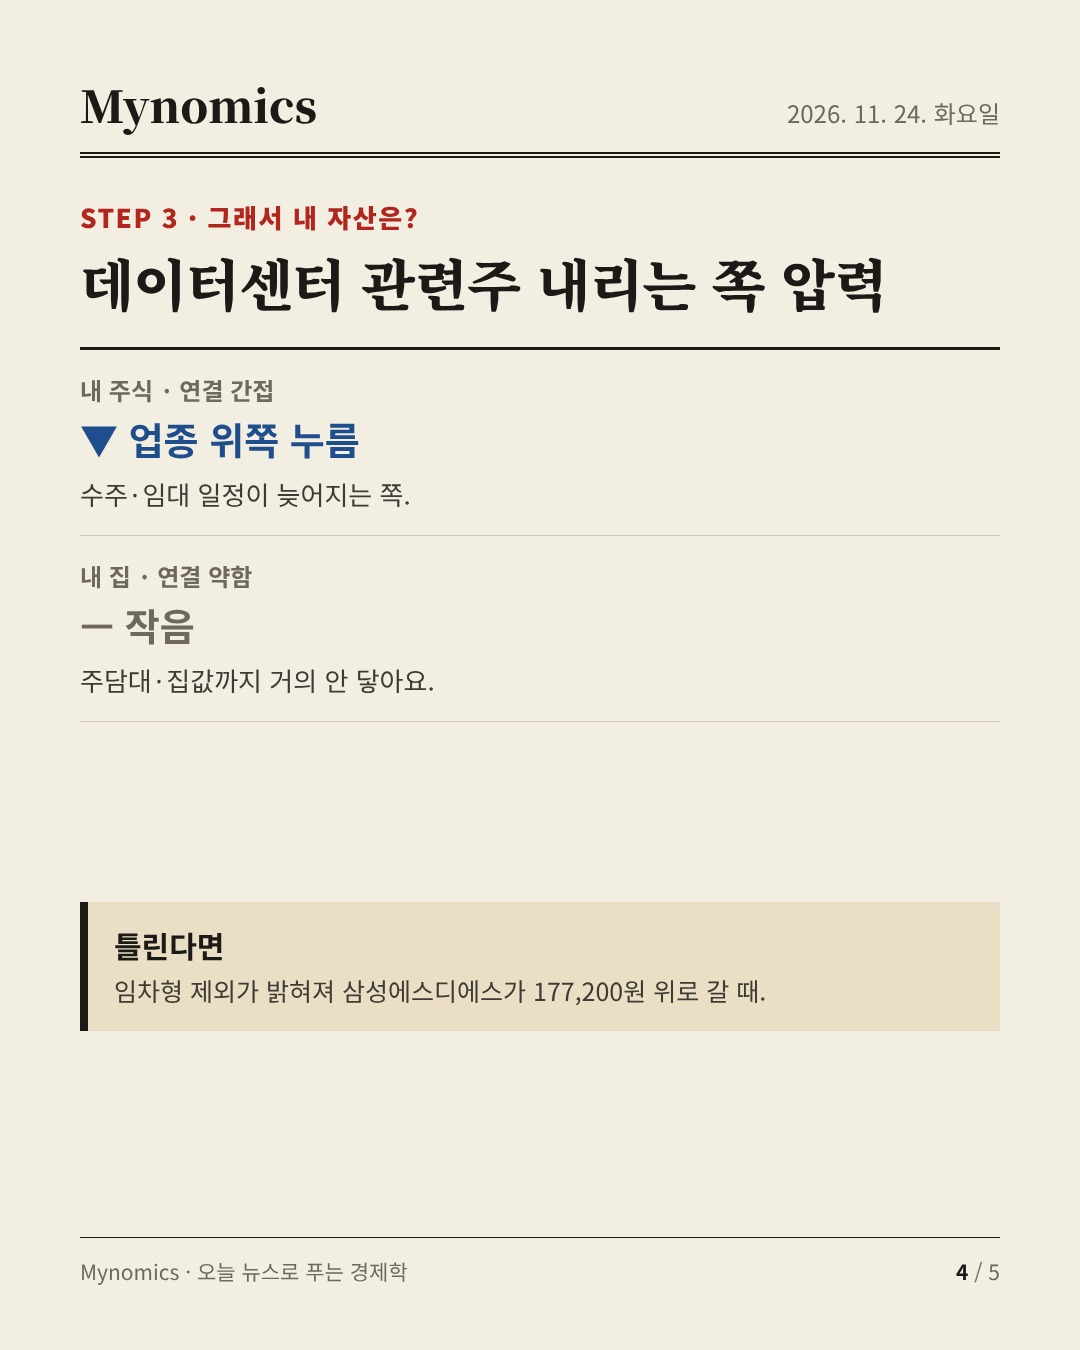 Mynomics
2026. 11. 24. 화요일
STEP 3 · 그래서 내 자산은?
데이터센터 관련주 내리는 쪽 압력
내 주식 · 연결 간접
▼ 업종 위쪽 누름
수주·임대 일정이 늦어지는 쪽.
내 집 · 연결 약함
— 작음
주담대·집값까지 거의 안 닿아요.
틀린다면
임차형 제외가 밝혀져 삼성에스디에스가 177,200원 위로 갈 때.
Mynomics · 오늘 뉴스로 푸는 경제학
4 / 5